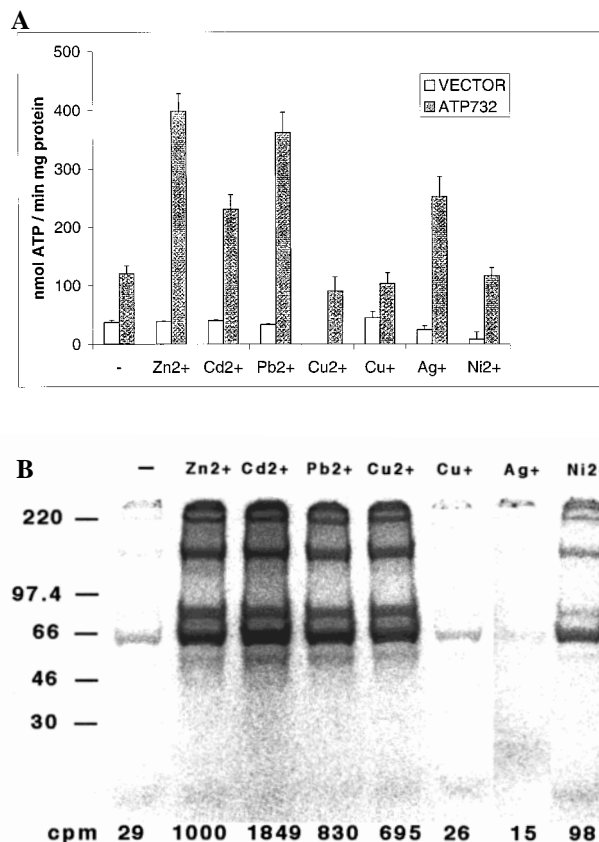 A
500
400
300
200
100
0
nmol ATP / min mg protein
VECTOR
ATP732
- Zn2+ Cd2+ Pb2+ Cu2+ Cu+ Ag+ Ni2+
B
– Zn2+ Cd2+ Pb2+ Cu2+ Cu+ Ag+ Ni2
220
97.4
66
46
30
cpm 29 1000 1849 830 695 26 15 98